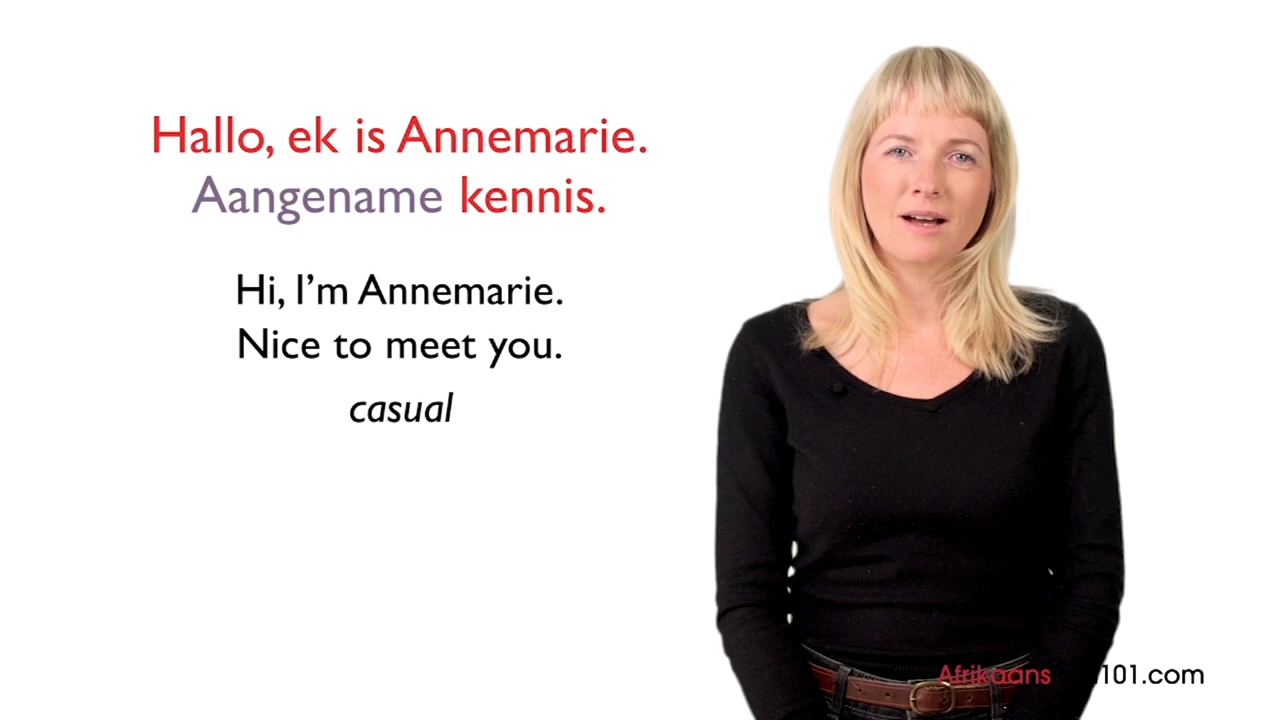 Hallo, ek is Annemarie.
Aangename kennis.
Hi, I'm Annemarie.
Nice to meet you.
casual
Afrikaans 101.com